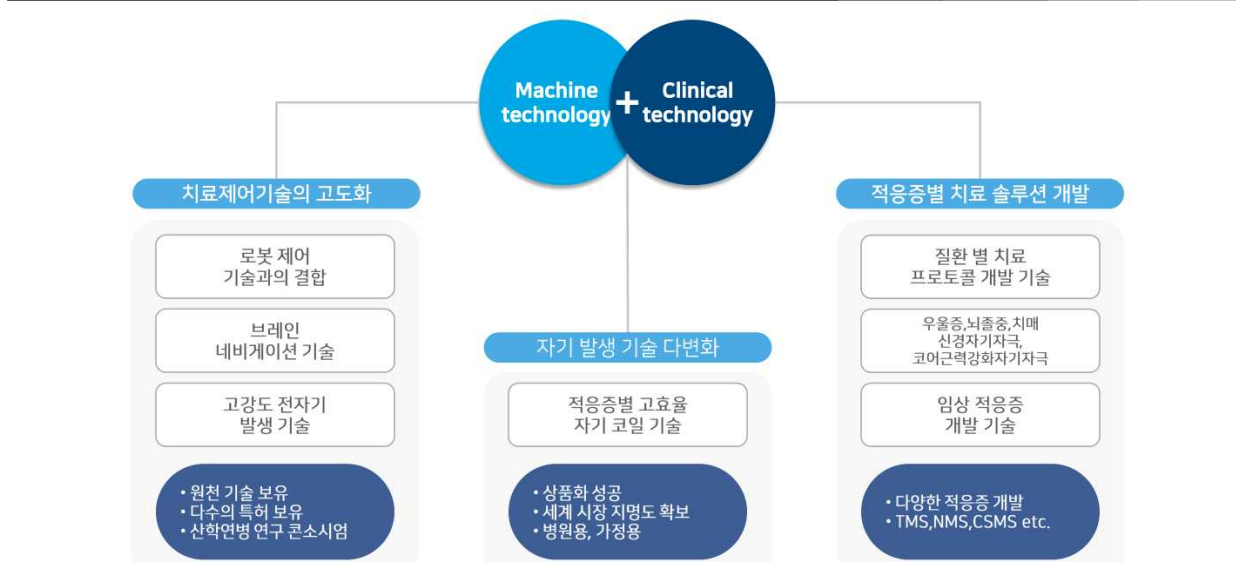 Machine
technology
+
Clinical
technology
치료제어기술의 고도화
로봇 제어
기술과의 결합
브레인
네비게이션 기술
고강도 전자기
발생 기술
• 원천 기술 보유
• 다수의 특허 보유
• 산학연병 연구 콘소시엄
자기 발생 기술 다변화
적응증별 고효율
자기 코일 기술
• 상품화 성공
• 세계 시장 지명도 확보
• 병원용, 가정용
적응증별 치료 솔루션 개발
질환 별 치료
프로토콜 개발 기술
우울증,뇌졸중,치매
신경자기자극,
코어근력강화자기자극
임상 적응증
개발 기술
• 다양한 적응증 개발
• TMS,NMS,CSMS etc.